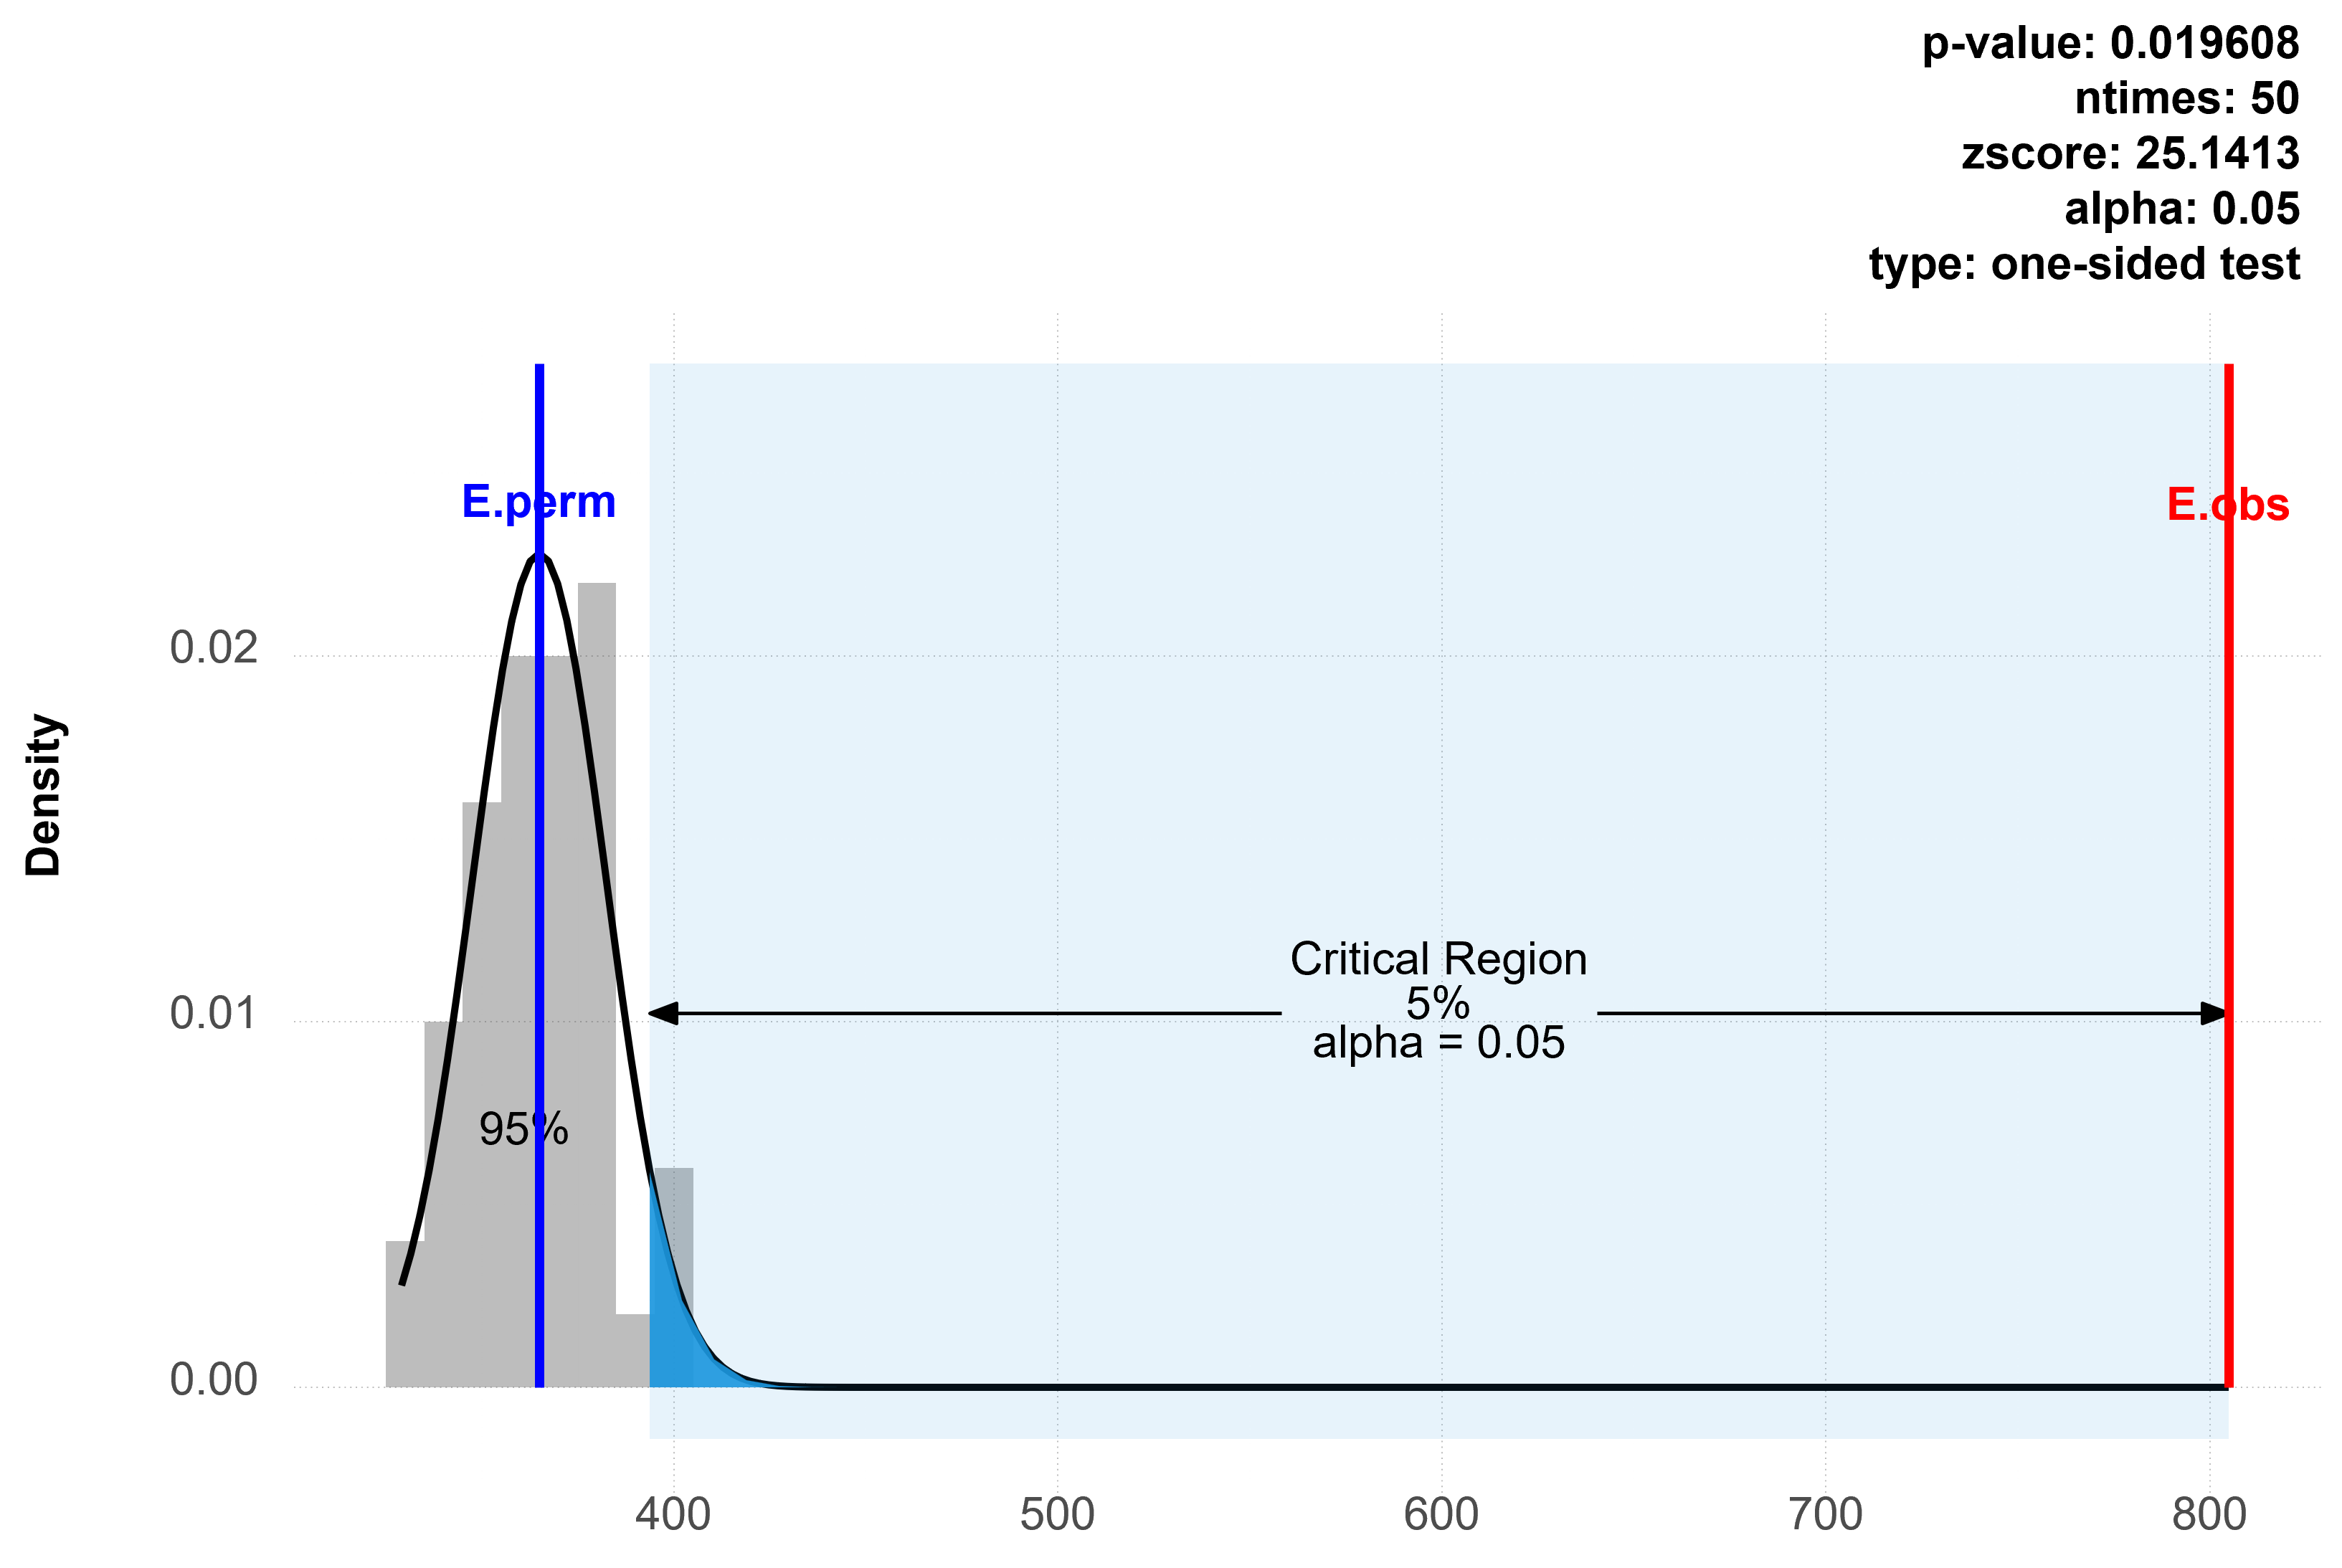 p-value: 0.019608
ntimes: 50
zscore: 25.1413
alpha: 0.05
type: one-sided test
E.perm
E.obs
0.02
Density
Critical Region
0.01
5%
alpha = 0.05
95%
0.00
400
500
600
700
800